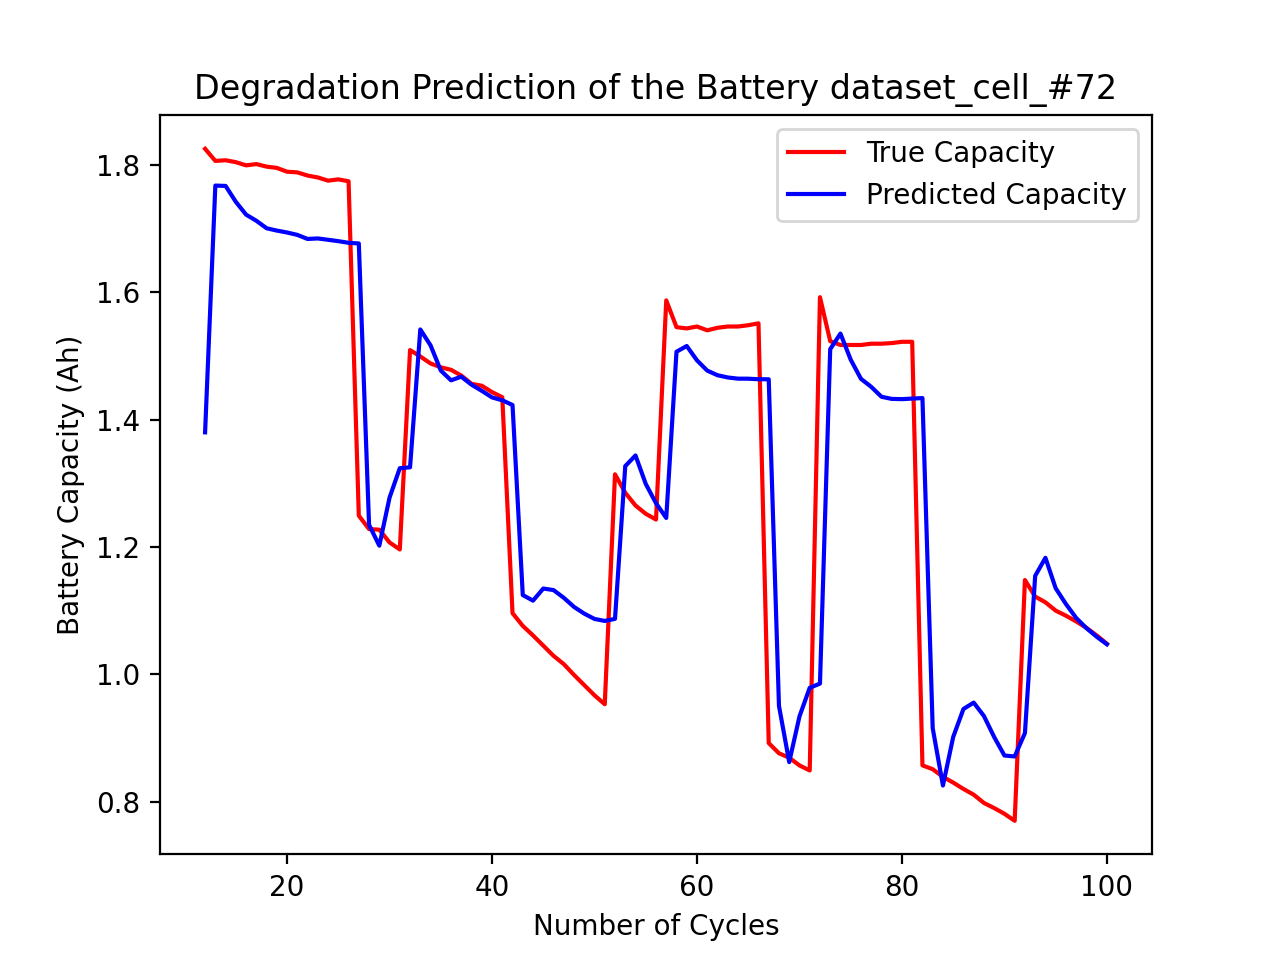 Degradation Prediction of the Battery dataset_cell_#72
True Capacity
Predicted Capacity
Battery Capacity (Ah)
1.8
1.6
1.4
1.2
1.0
0.8
20 40 60 80 100
Number of Cycles